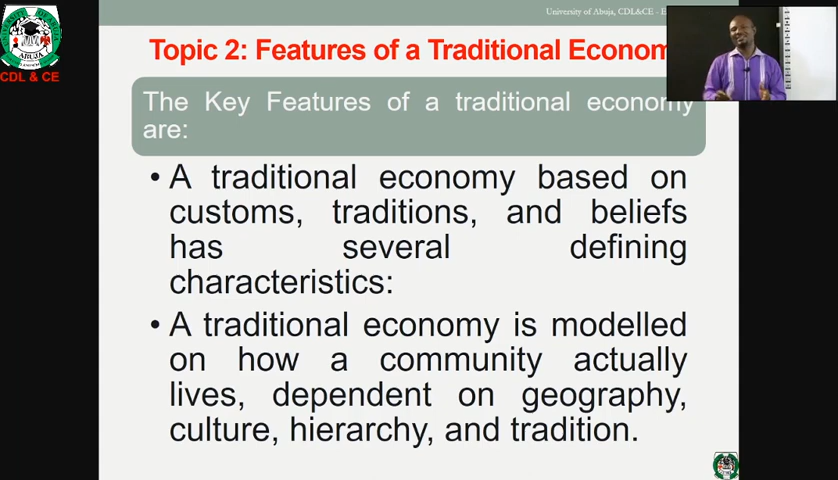 University of Abuja, CDL&CE - E
Topic 2: Features of a Traditional Econom
CDL & CE
The Key Features of a traditional economy
are:
• A traditional economy based on
customs, traditions, and beliefs
has several defining
characteristics:
• A traditional economy is modelled
on how a community actually
lives, dependent on geography,
culture, hierarchy, and tradition.